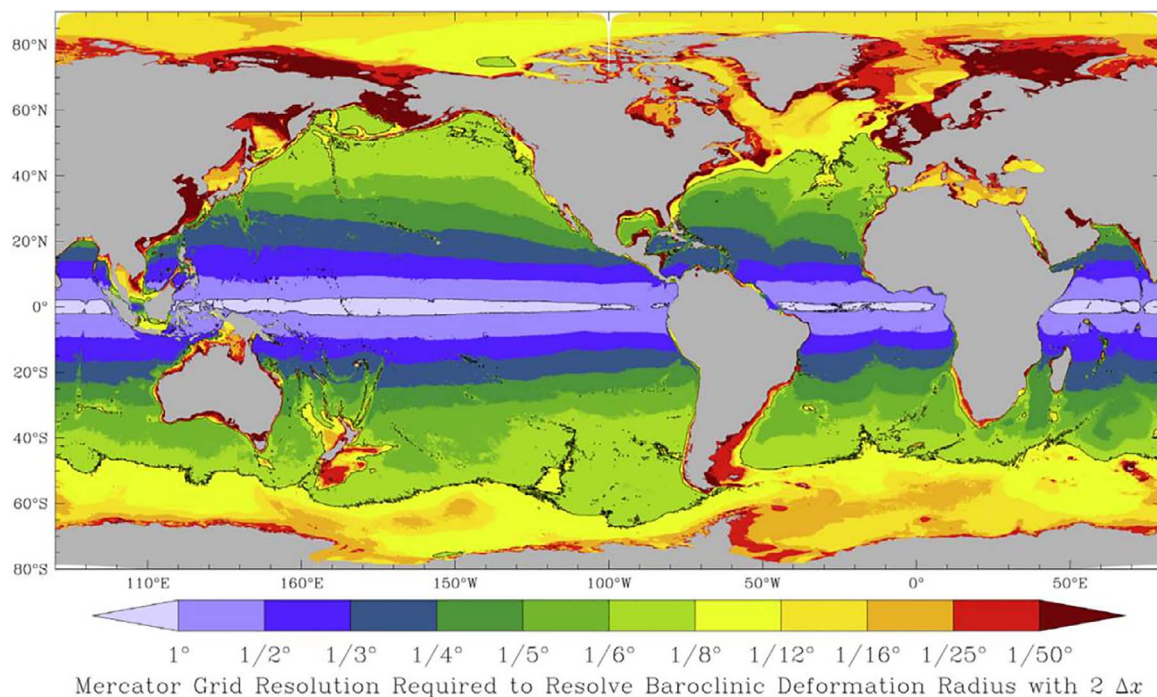 80°N
60°N
40°N
20°N
0°
20°S
40°S
60°S
80°S
110°E 160°E 150°W 100°W 50°W 0° 50°E
1° 1/2° 1/3° 1/4° 1/5° 1/6° 1/8° 1/12° 1/16° 1/25° 1/50°
Mercator Grid Resolution Required to Resolve Baroclinic Deformation Radius with 2 Δx